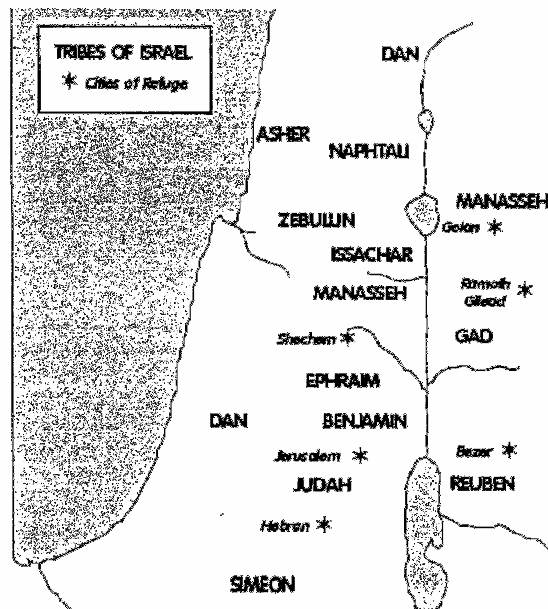 TRIBES OF ISRAEL
Cities of Refuge
DAN
ASHER
NAPHTALI
MANASSEH
ZEBULUN
Golan
ISSACHAR
Ramoth
Gilead
MANASSEH
Shechem
GAD
EPHRAIM
DAN
BENJAMIN
Jerusalem
Bezer
JUDAH
REUBEN
Hebron
SIMEON